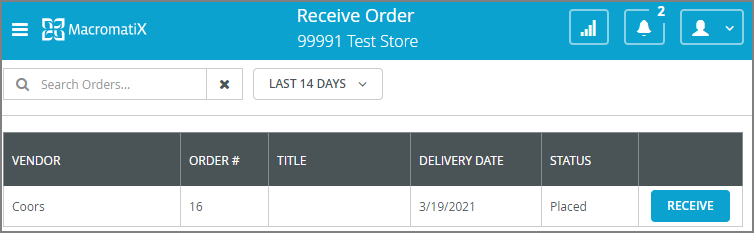 Receive Order
MacromatiX
99991 Test Store
2
Search Orders...
LAST 14 DAYS
VENDOR ORDER # TITLE DELIVERY DATE STATUS
Coors 16 3/19/2021 Placed RECEIVE